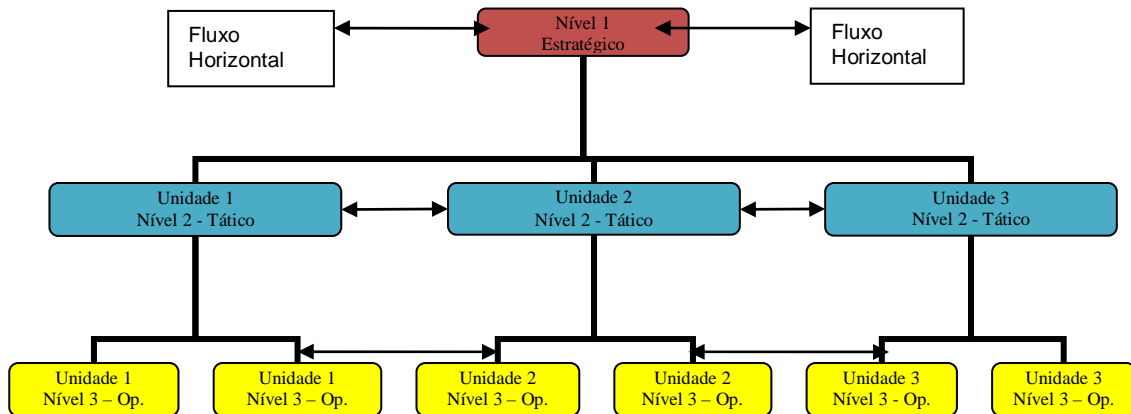 Fluxo
Horizontal
Nível 1
Estratégico
Fluxo
Horizontal
Unidade 1
Nível 2 - Tático
Unidade 2
Nível 2 - Tático
Unidade 3
Nível 2 - Tático
Unidade 1
Nível 3 – Op.
Unidade 1
Nível 3 – Op.
Unidade 2
Nível 3 – Op.
Unidade 2
Nível 3 – Op.
Unidade 3
Nível 3 - Op.
Unidade 3
Nível 3 – Op.